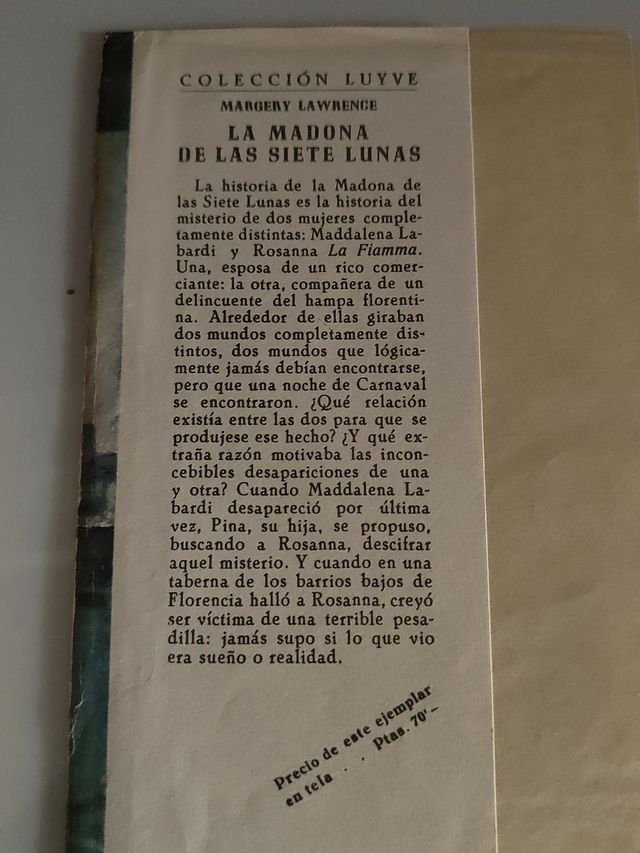 COLECCIÓN LUYVE
MARGERY LAWRENCE
LA MADONA
DE LAS SIETE LUNAS
La historia de la Madona de
las Siete Lunas es la historia del
misterio de dos mujeres comple-
tamente distintas: Maddalena La-
bardi y Rosanna La Fiamma.
Una, esposa de un rico comer-
ciante: la otra, compañera de un
delincuente del hampa florenti-
na. Alrededor de ellas giraban
dos mundos completamente dis-
tintos, dos mundos que lógica-
mente jamás debían encontrarse,
pero que una noche de Carnaval
se encontraron. ¿Qué relación
existía entre las dos para que se
produjese ese hecho? ¿Y qué ex-
traña razón motivaba las incon-
cebibles desapariciones de una
y otra? Cuando Maddalena La-
bardi desapareció por última
vez, Pina, su hija, se propuso,
buscando a Rosanna, descifrar
aquel misterio. Y cuando en una
taberna de los barrios bajos de
Florencia halló a Rosanna, creyó
ser víctima de una terrible pesa-
dilla: jamás supo si lo que vio
era sueño o realidad.
Precio de este ejemplar
en tela . . Ptas. 70'–